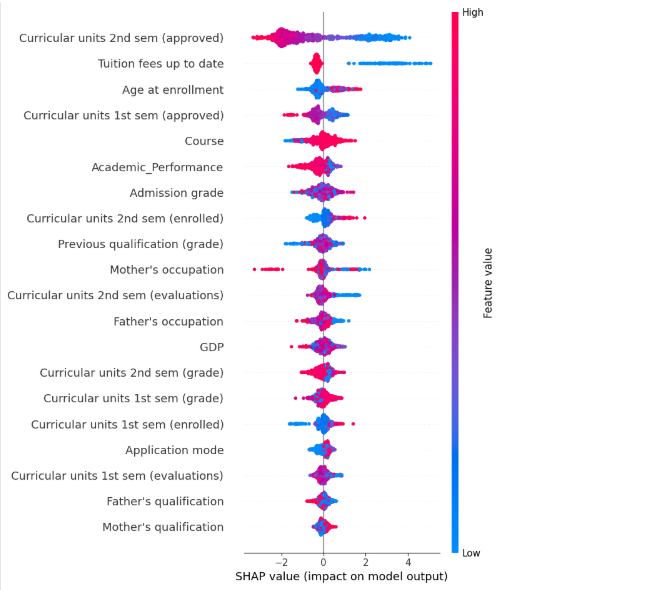 High
Curricular units 2nd sem (approved)
Tuition fees up to date
Age at enrollment
Curricular units 1st sem (approved)
Course
Academic_Performance
Admission grade
Curricular units 2nd sem (enrolled)
Previous qualification (grade)
Mother's occupation
Curricular units 2nd sem (evaluations)
Father's occupation
GDP
Curricular units 2nd sem (grade)
Curricular units 1st sem (grade)
Curricular units 1st sem (enrolled)
Application mode
Curricular units 1st sem (evaluations)
Father's qualification
Mother's qualification
Feature value
Low
−2 0 2 4
SHAP value (impact on model output)